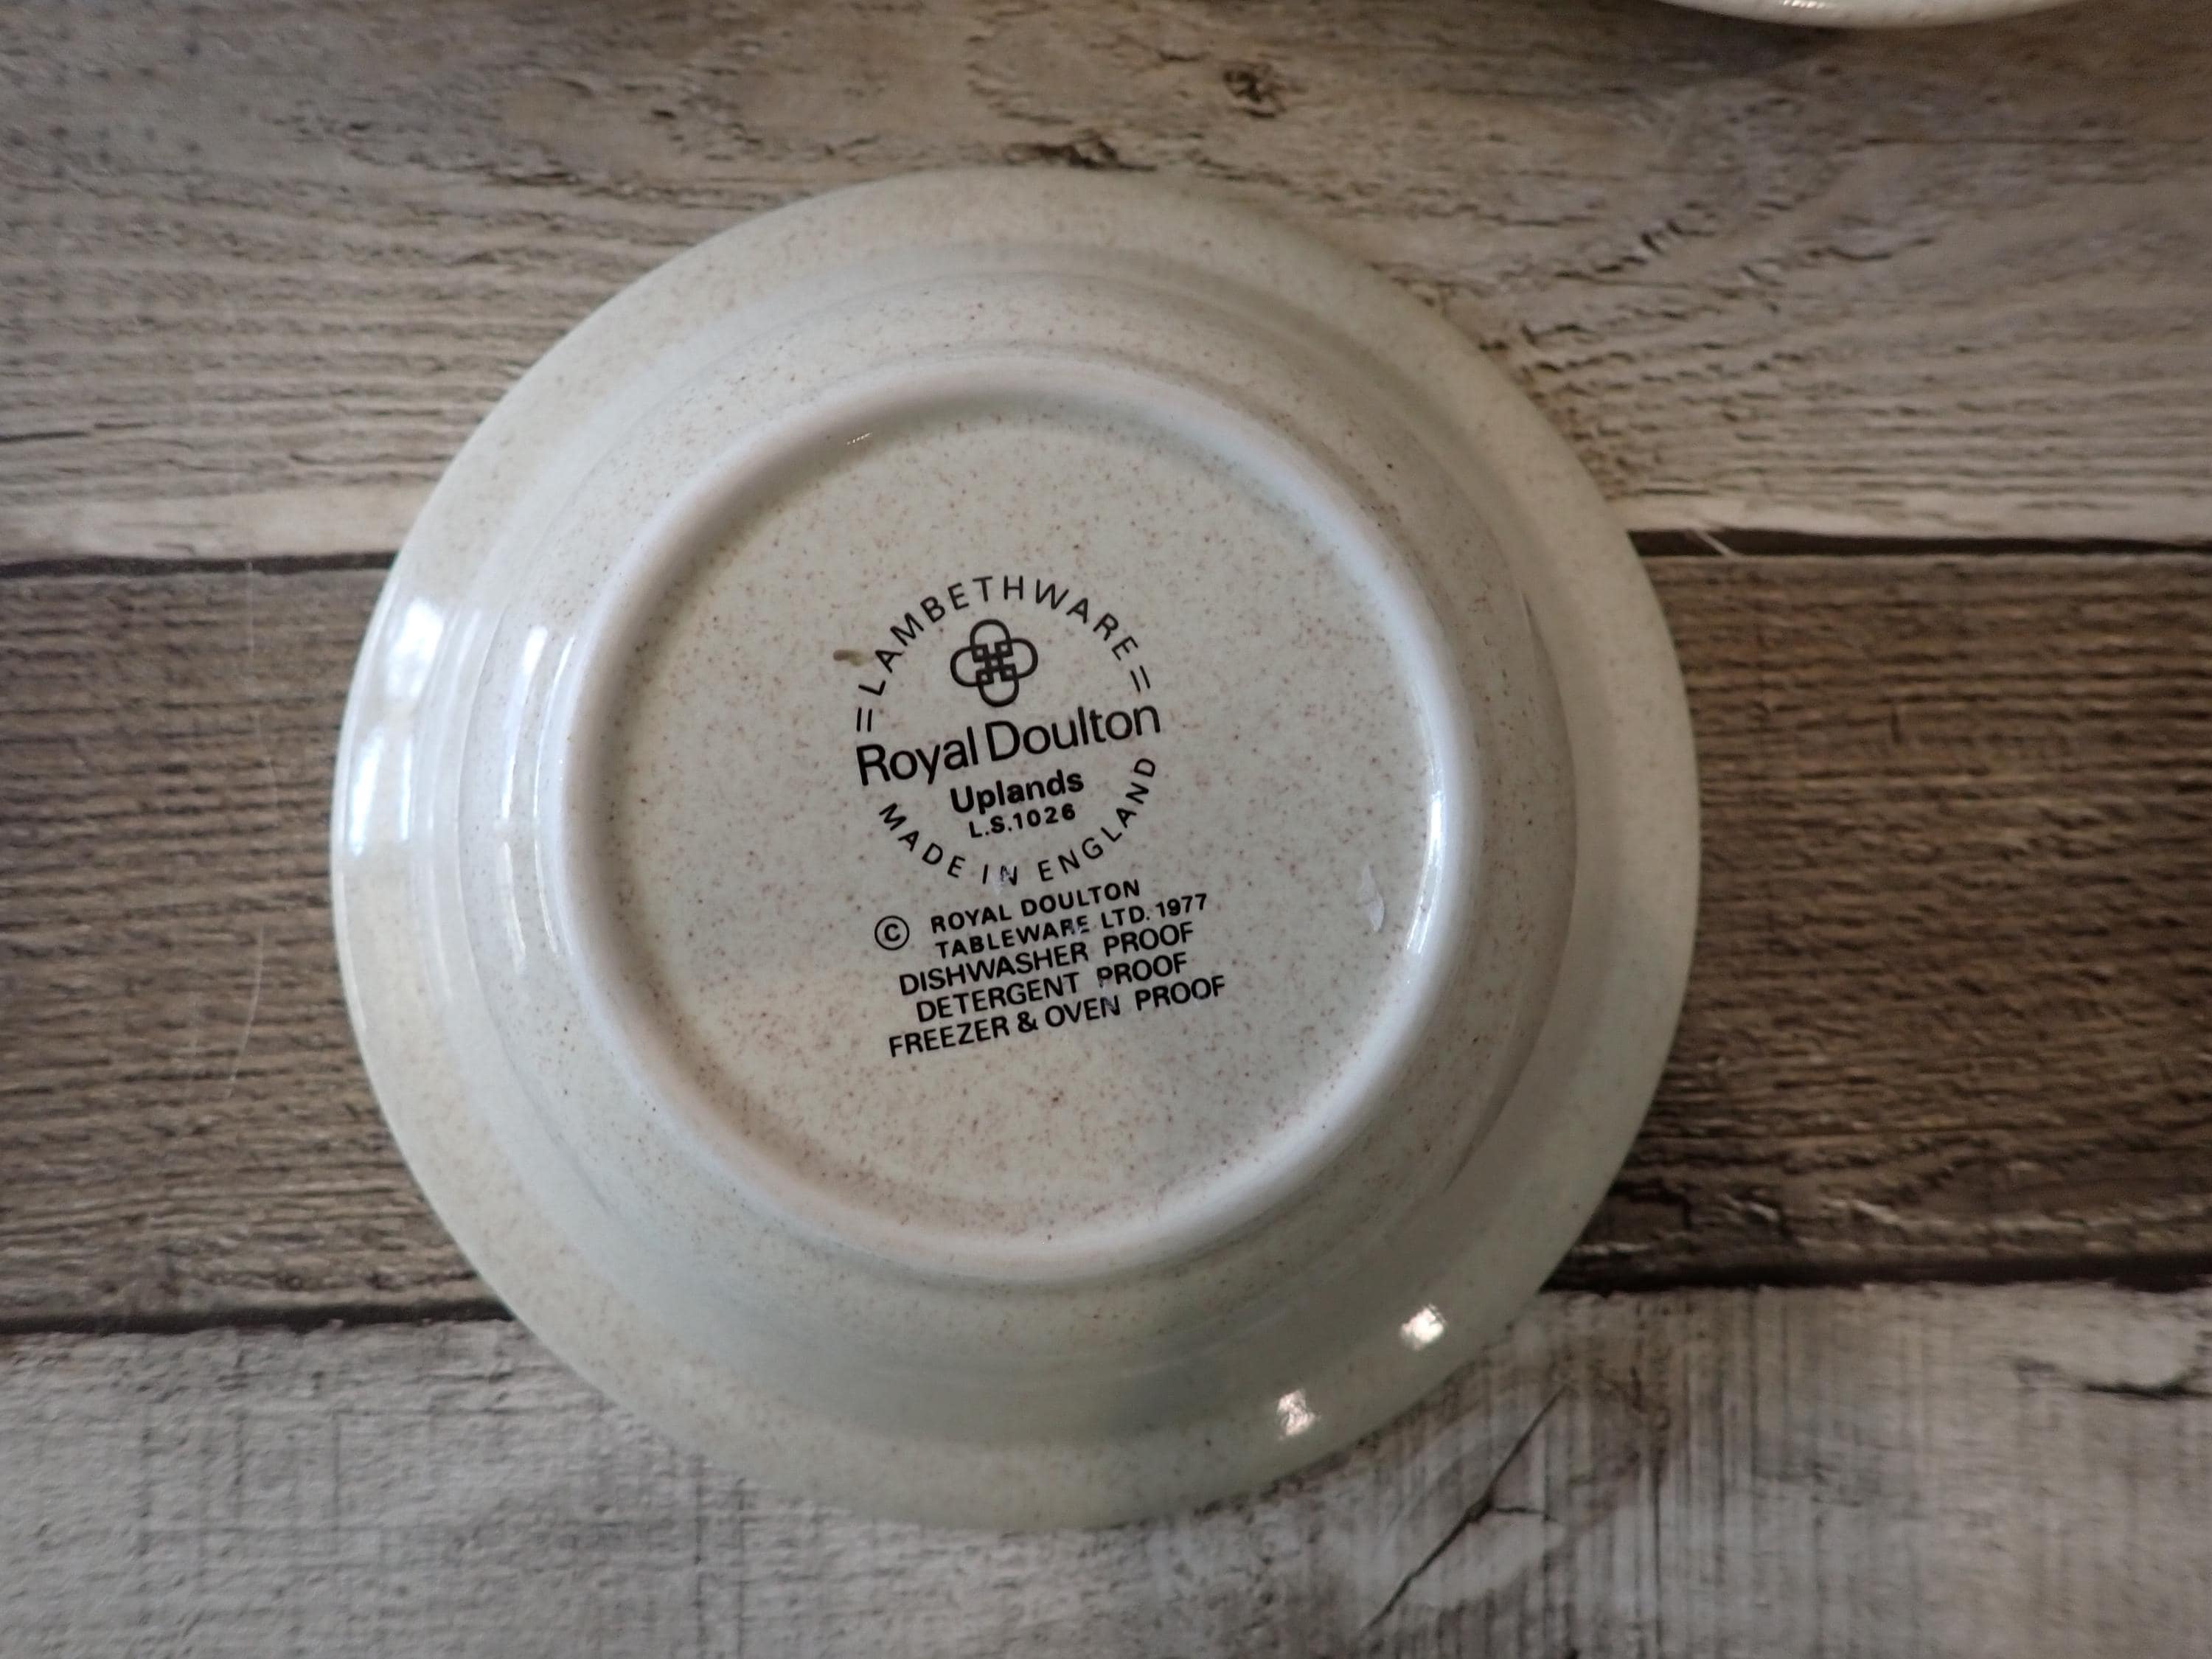 =LAMBETHWARE=
Royal Doulton
Uplands
L.S.1026
MADE IN ENGLAND
© ROYAL DOULTON
TABLEWARE LTD. 1977
DISHWASHER PROOF
DETERGENT PROOF
FREEZER & OVEN PROOF